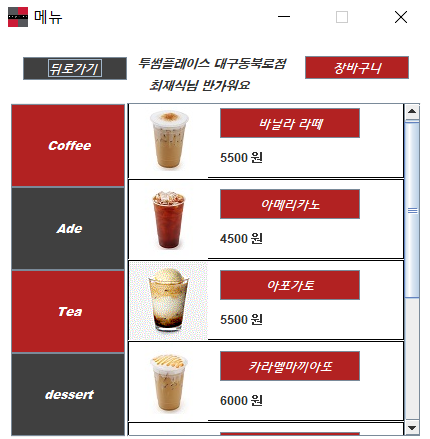 메뉴
뒤로가기
투썸플레이스 대구동북로점
최재식님 반가워요
장바구니
Coffee
바닐라 라떼
5500 원
Ade
아메리카노
4500 원
Tea
아포가토
5500 원
dessert
카라멜마끼아또
6000 원